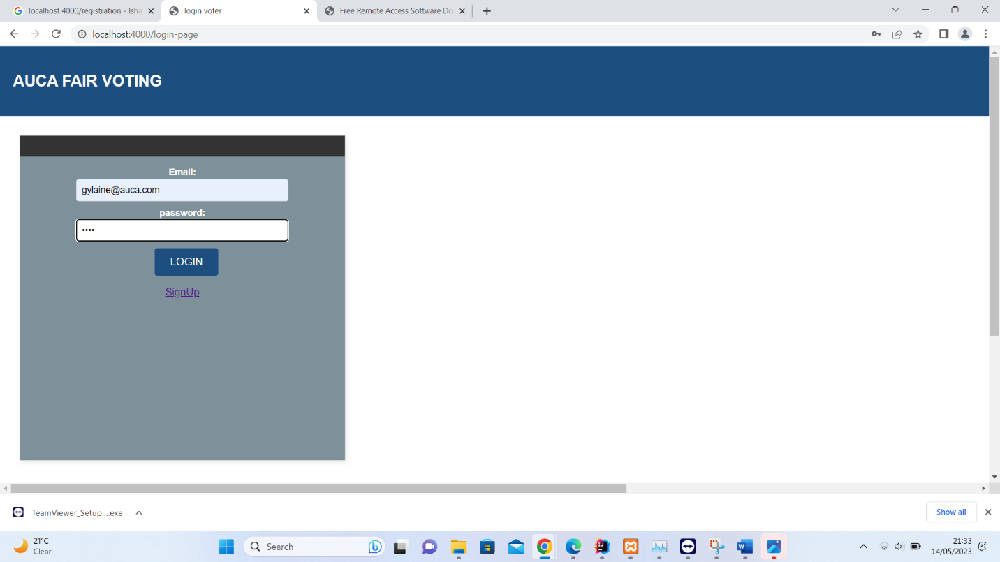 localhost 4000/registration - Isha
login voter
Free Remote Access Software Do
localhost:4000/login-page
AUCA FAIR VOTING
Email:
gylaine@auca.com
password:
••••
LOGIN
SignUp
TeamViewer_Setup....exe
Show all
21°C
Clear
Search
21:33
14/05/2023